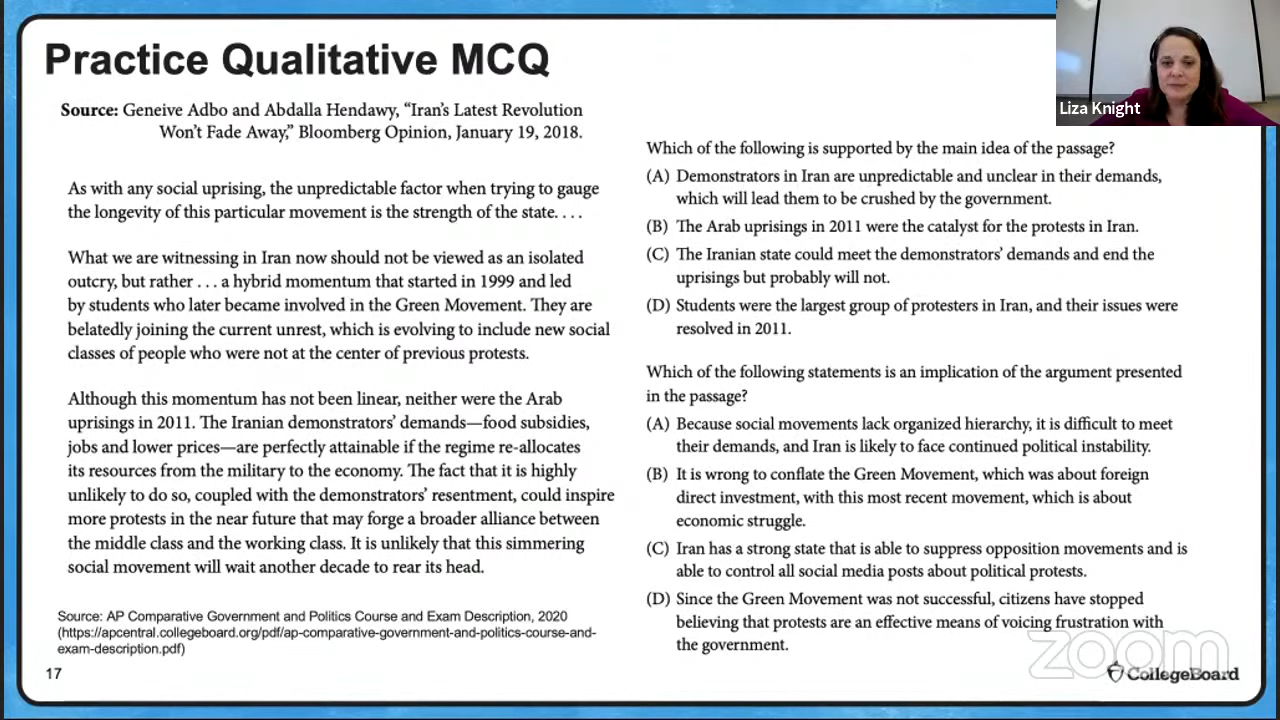 Practice Qualitative MCQ
Source: Geneive Adbo and Abdalla Hendawy, “Iran’s Latest Revolution
Won’t Fade Away,” Bloomberg Opinion, January 19, 2018.
As with any social uprising, the unpredictable factor when trying to gauge
the longevity of this particular movement is the strength of the state. . . .
What we are witnessing in Iran now should not be viewed as an isolated
outcry, but rather . . . a hybrid momentum that started in 1999 and led
by students who later became involved in the Green Movement. They are
belatedly joining the current unrest, which is evolving to include new social
classes of people who were not at the center of previous protests.
Although this momentum has not been linear, neither were the Arab
uprisings in 2011. The Iranian demonstrators’ demands—food subsidies,
jobs and lower prices—are perfectly attainable if the regime re-allocates
its resources from the military to the economy. The fact that it is highly
unlikely to do so, coupled with the demonstrators’ resentment, could inspire
more protests in the near future that may forge a broader alliance between
the middle class and the working class. It is unlikely that this simmering
social movement will wait another decade to rear its head.
Source: AP Comparative Government and Politics Course and Exam Description, 2020
(https://apcentral.collegeboard.org/pdf/ap-comparative-government-and-politics-course-and-
exam-description.pdf)
17
Liza Knight
Which of the following is supported by the main idea of the passage?
(A) Demonstrators in Iran are unpredictable and unclear in their demands,
which will lead them to be crushed by the government.
(B) The Arab uprisings in 2011 were the catalyst for the protests in Iran.
(C) The Iranian state could meet the demonstrators’ demands and end the
uprisings but probably will not.
(D) Students were the largest group of protesters in Iran, and their issues were
resolved in 2011.
Which of the following statements is an implication of the argument presented
in the passage?
(A) Because social movements lack organized hierarchy, it is difficult to meet
their demands, and Iran is likely to face continued political instability.
(B) It is wrong to conflate the Green Movement, which was about foreign
direct investment, with this most recent movement, which is about
economic struggle.
(C) Iran has a strong state that is able to suppress opposition movements and is
able to control all social media posts about political protests.
(D) Since the Green Movement was not successful, citizens have stopped
believing that protests are an effective means of voicing frustration with
the government.
zoom
CollegeBoard